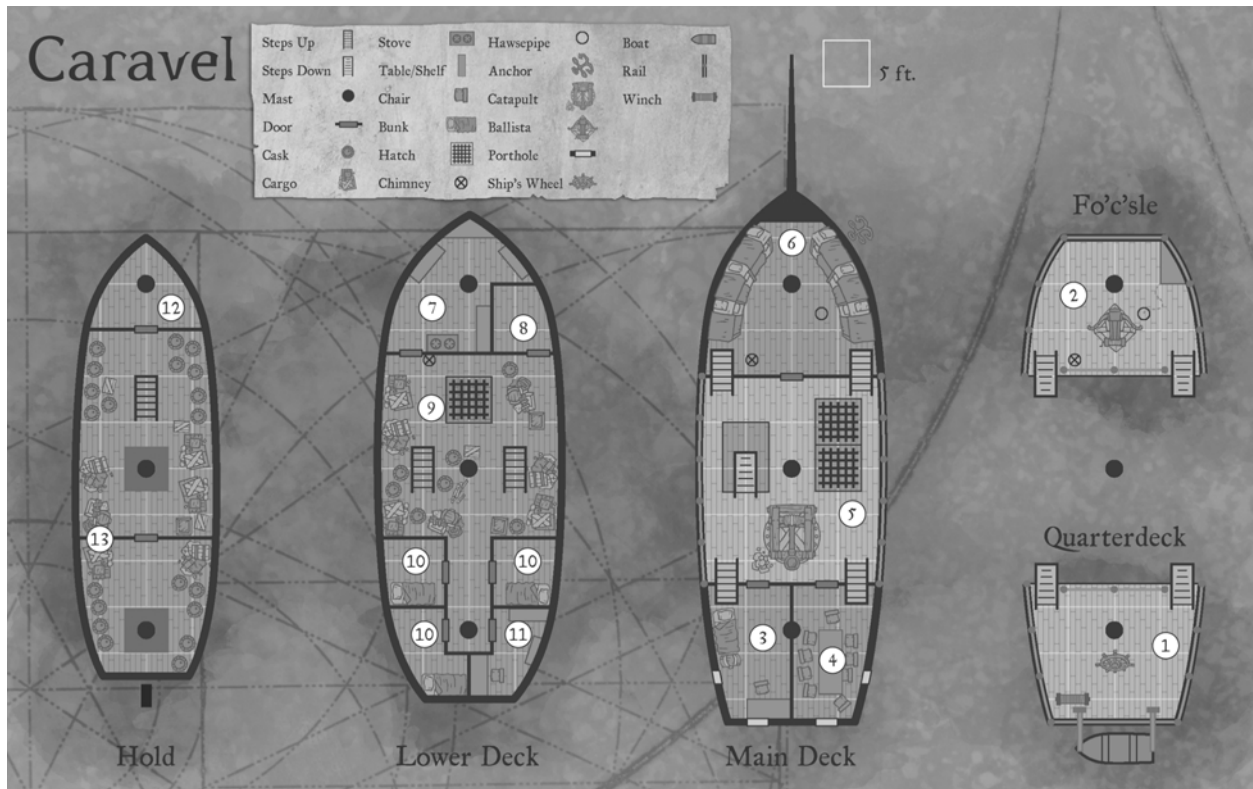 Caravel
Steps Up Stove Hawsepipe Boat
Steps Down Table/Shelf Anchor Rail
Mast Chair Catapult Winch
Door Bunk Ballista
Cask Hatch Porthole
Cargo Chimney Ship's Wheel
5 ft.
Fo'c'sle
2
Quarterdeck
1
12
13
Hold
7
8
9
10
10
10
11
Lower Deck
6
5
3
4
Main Deck